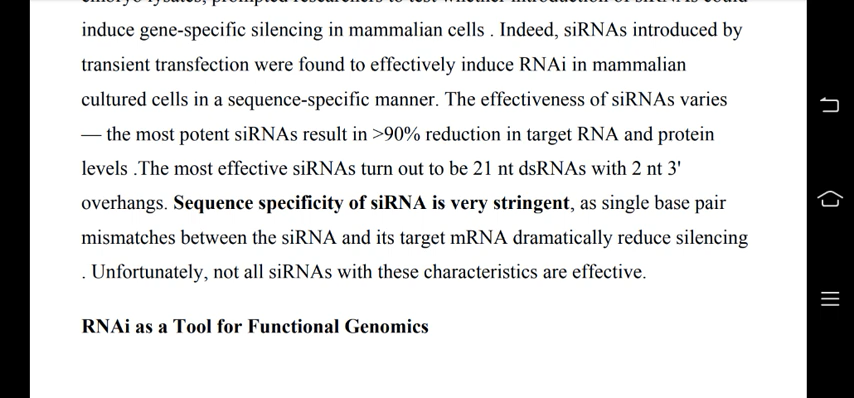 induce gene-specific silencing in mammalian cells . Indeed, siRNAs introduced by
transient transfection were found to effectively induce RNAi in mammalian
cultured cells in a sequence-specific manner. The effectiveness of siRNAs varies
— the most potent siRNAs result in >90% reduction in target RNA and protein
levels .The most effective siRNAs turn out to be 21 nt dsRNAs with 2 nt 3'
overhangs. Sequence specificity of siRNA is very stringent, as single base pair
mismatches between the siRNA and its target mRNA dramatically reduce silencing
. Unfortunately, not all siRNAs with these characteristics are effective.
RNAi as a Tool for Functional Genomics